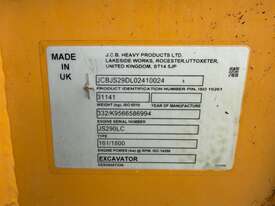 MADE IN
UK
J.C.B. HEAVY PRODUCTS LTD.
LAKESIDE WORKS, ROCESTER, UTTOXETER,
UNITED KINGDOM, ST14 5JP
JCBJS29DL02410024
PRODUCT IDENTIFICATION NUMBER PIN, ISO 10261
31141
WEIGHT (kg), ISO 6016
YEAR OF MANUFACTURE
332/K9566586994
ENGINE SERIAL NUMBER
JS290LC
TYPE
161/1800
ENGINE POWER (kw) @ RPM, ISO 14396
EXCAVATOR
DESIGNATION